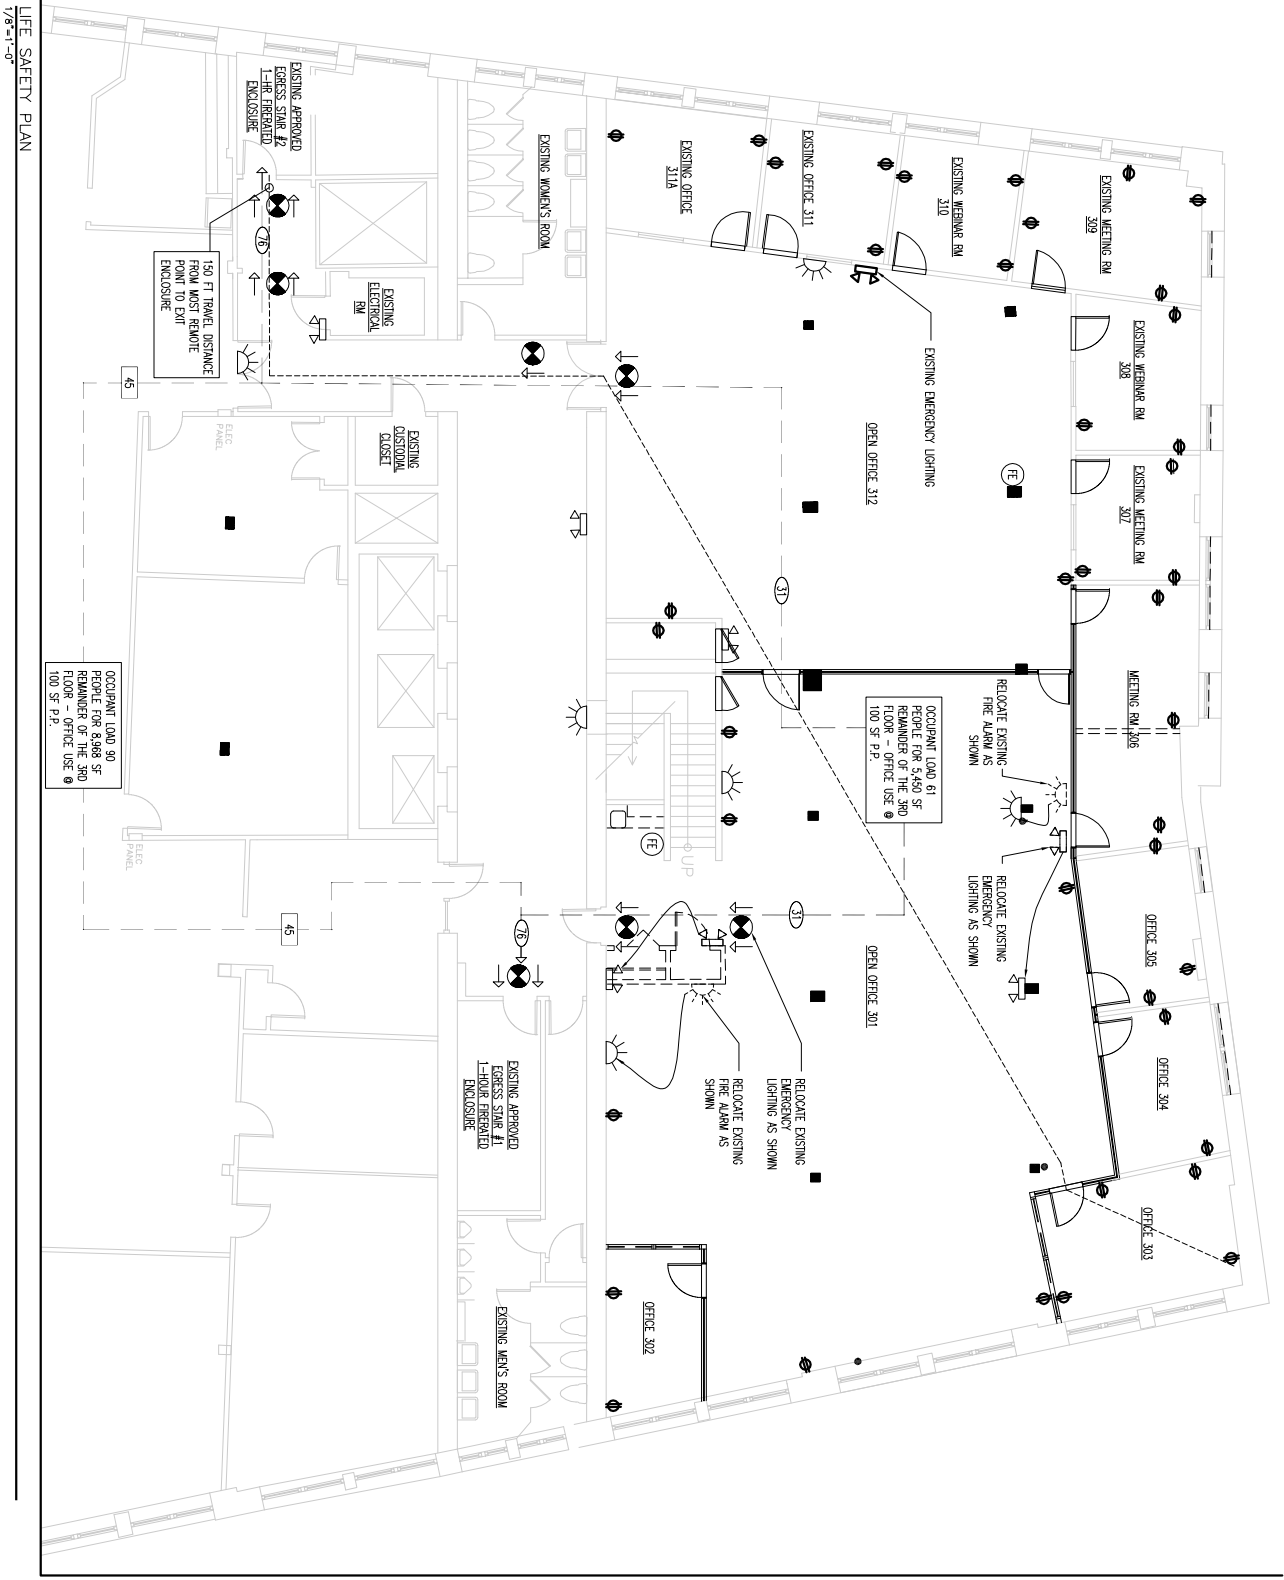 EXISTING MEETING RM
309
EXISTING WEBINAR RM
308
EXISTING MEETING RM
307
MEETING RM 306
OFFICE 305
OFFICE 304
OFFICE 303
EXISTING WEBINAR RM
310
EXISTING OFFICE 311
EXISTING OFFICE
311A
EXISTING EMERGENCY LIGHTING
OPEN OFFICE 312
FE
RELOCATE EXISTING
FIRE ALARM AS
SHOWN
RELOCATE EXISTING
EMERGENCY
LIGHTING AS SHOWN
OCCUPANT LOAD 61
PEOPLE FOR 5,450 SF
REMAINDER OF THE 3RD
FLOOR - OFFICE USE @
100 SF P.P.
31
31
OPEN OFFICE 301
RELOCATE EXISTING
EMERGENCY
LIGHTING AS SHOWN
RELOCATE EXISTING
FIRE ALARM AS
SHOWN
UP
FE
OFFICE 302
EXISTING WOMEN'S ROOM
EXISTING
ELECTRICAL
RM
EXISTING
CUSTODIAL
CLOSET
EXISTING APPROVED
EGRESS STAIR #2
1-HR FIRERATED
ENCLOSURE
76
76
EXISTING APPROVED
EGRESS STAIR #1
1-HOUR FIRERATED
ENCLOSURE
EXISTING MEN'S ROOM
150 FT TRAVEL DISTANCE
FROM MOST REMOTE
POINT TO EXIT
ENCLOSURE
ELEC
PANEL
ELEC
PANEL
45
45
OCCUPANT LOAD 90
PEOPLE FOR 8,968 SF
REMAINDER OF THE 3RD
FLOOR - OFFICE USE @
100 SF P.P.
LIFE SAFETY PLAN
1/8"=1'-0"